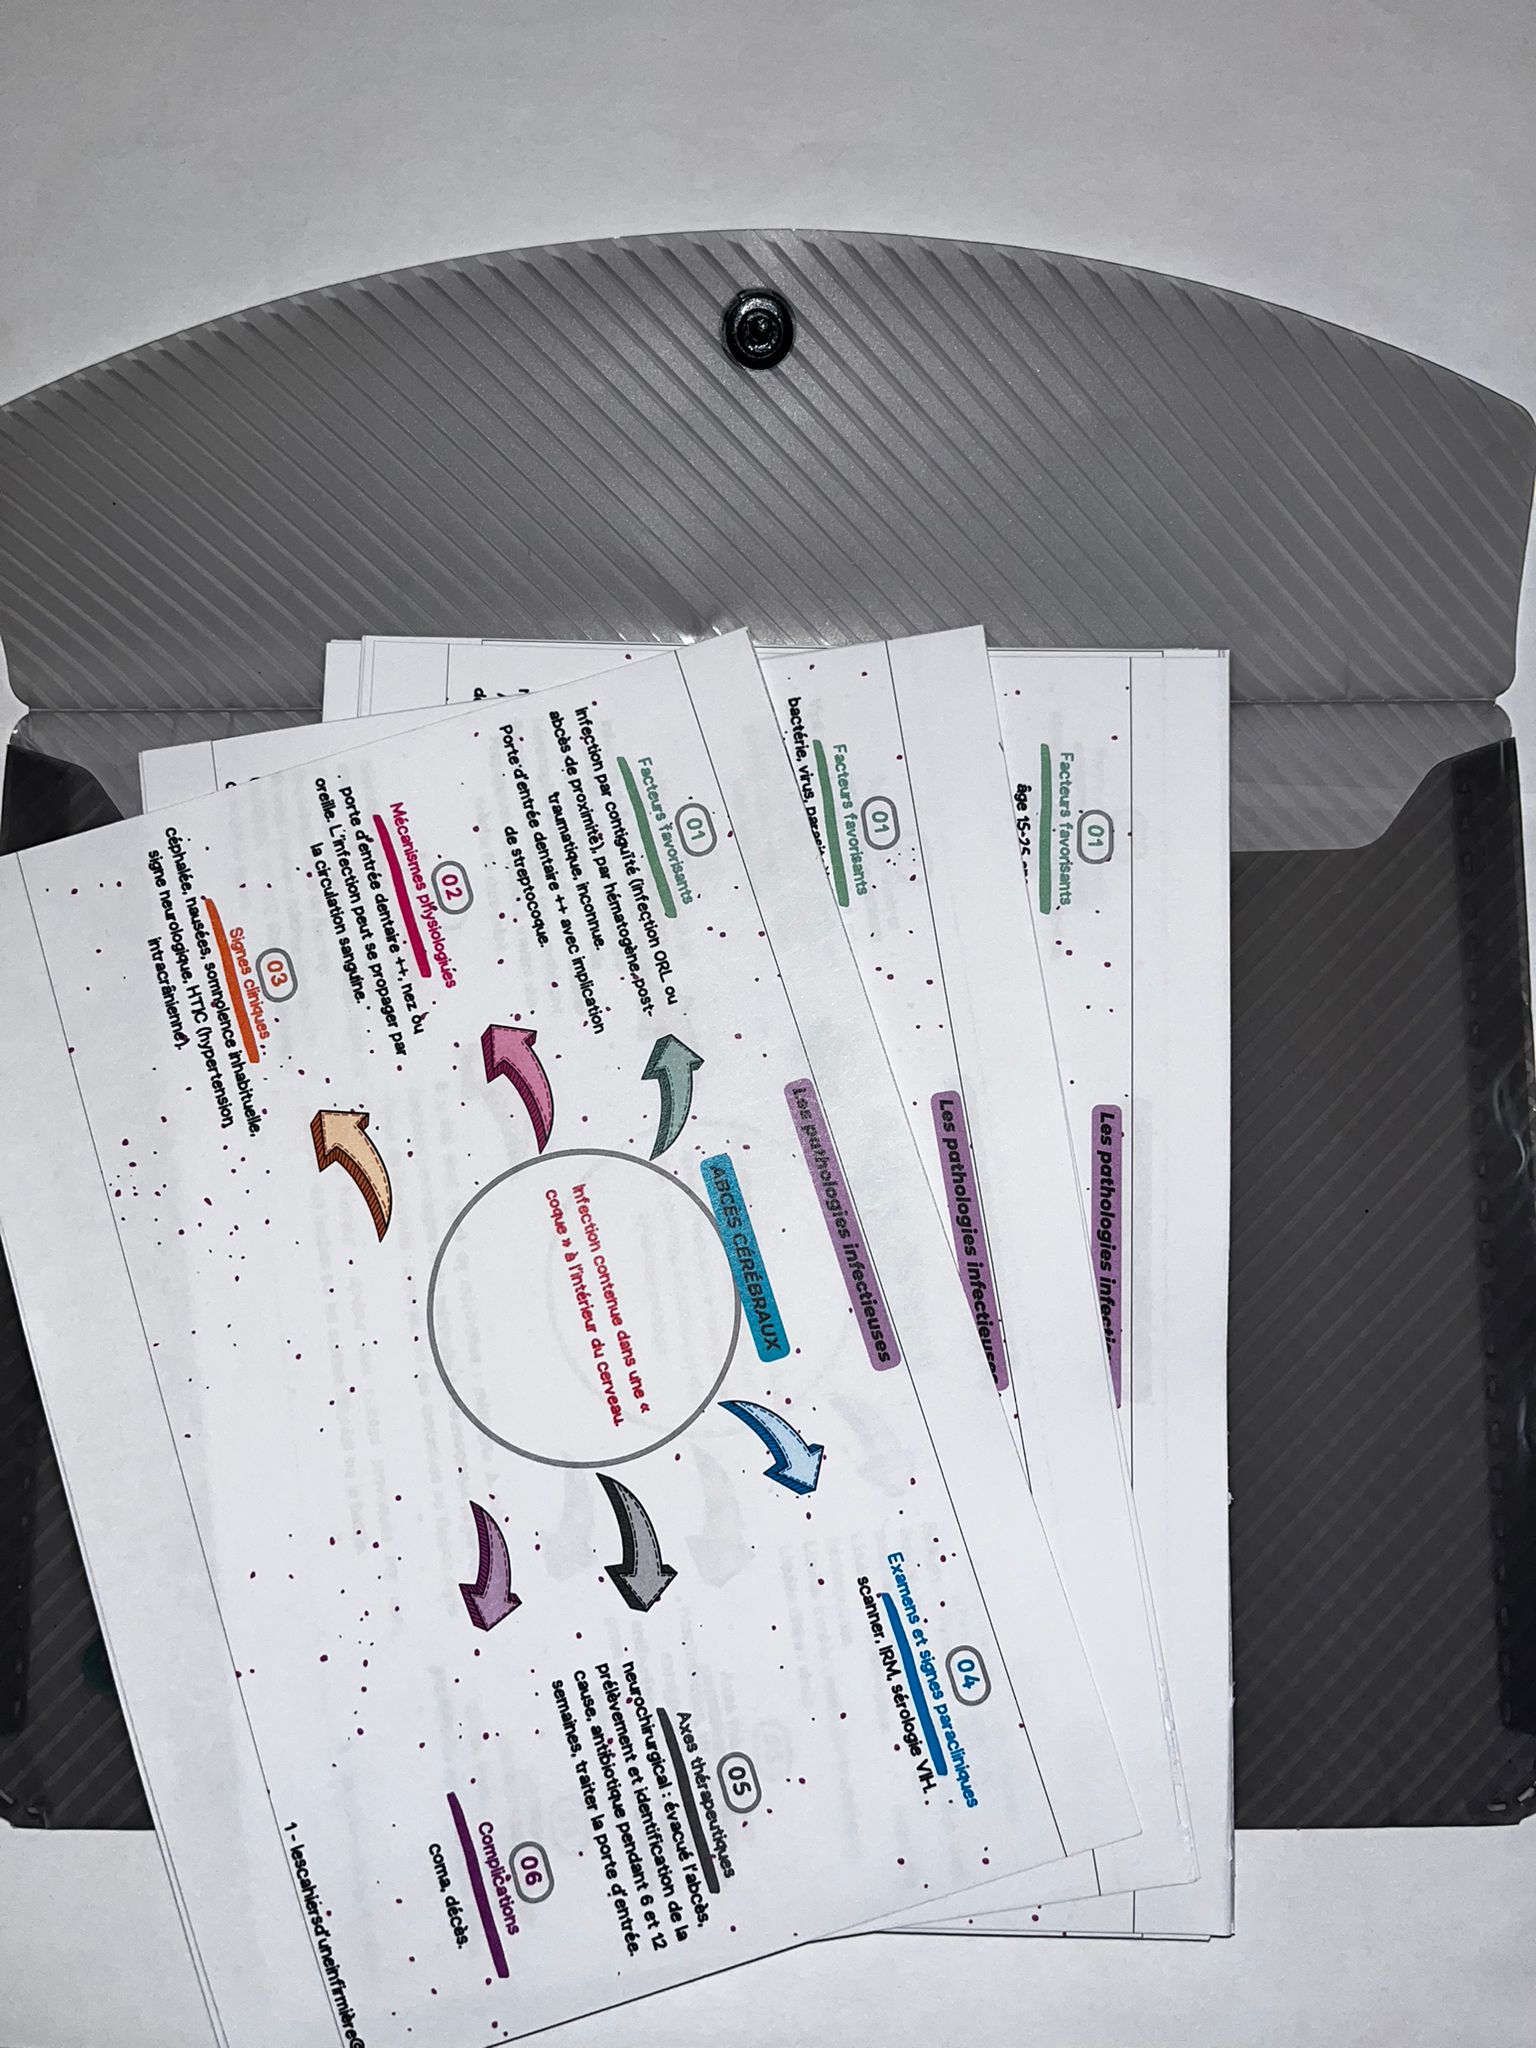 Les pathologies infectieuses
ABCÈS CÉRÉBRAUX
Infection contenue dans une «
coque » à l'intérieur du cerveau.
01
Facteurs favorisants
Infection par contiguïté (infection ORL ou
abcès de proximité), par hématogène, post-
traumatique, inconnue.
Porte d'entrée dentaire ++ avec implication
de streptocoque.
02
Mécanismes physiologiues
porte d'entrée dentaire ++, nez ou
oreille. L'infection peut se propager par
la circulation sanguine.
03
Signes cliniques
céphalée, nausées, somnolence inhabituelle,
signe neurologique, HTIC (hypertension
intracrânienne).
04
Examens et signes paracliniques
scanner, IRM, sérologie VIH.
05
Axes thérapeutiques
neurochirurgical : évacué l'abcès,
prélèvement et identification de la
cause, antibiotique pendant 6 et 12
semaines, traiter la porte d'entrée.
06
Complications
coma, décès.
1 - lescahiersd'uneinfirmière@
Les pathologies infectieuses
01
Facteurs favorisants
bactérie, virus,
Les pathologies
01
Facteurs favorisants
âge 15-25